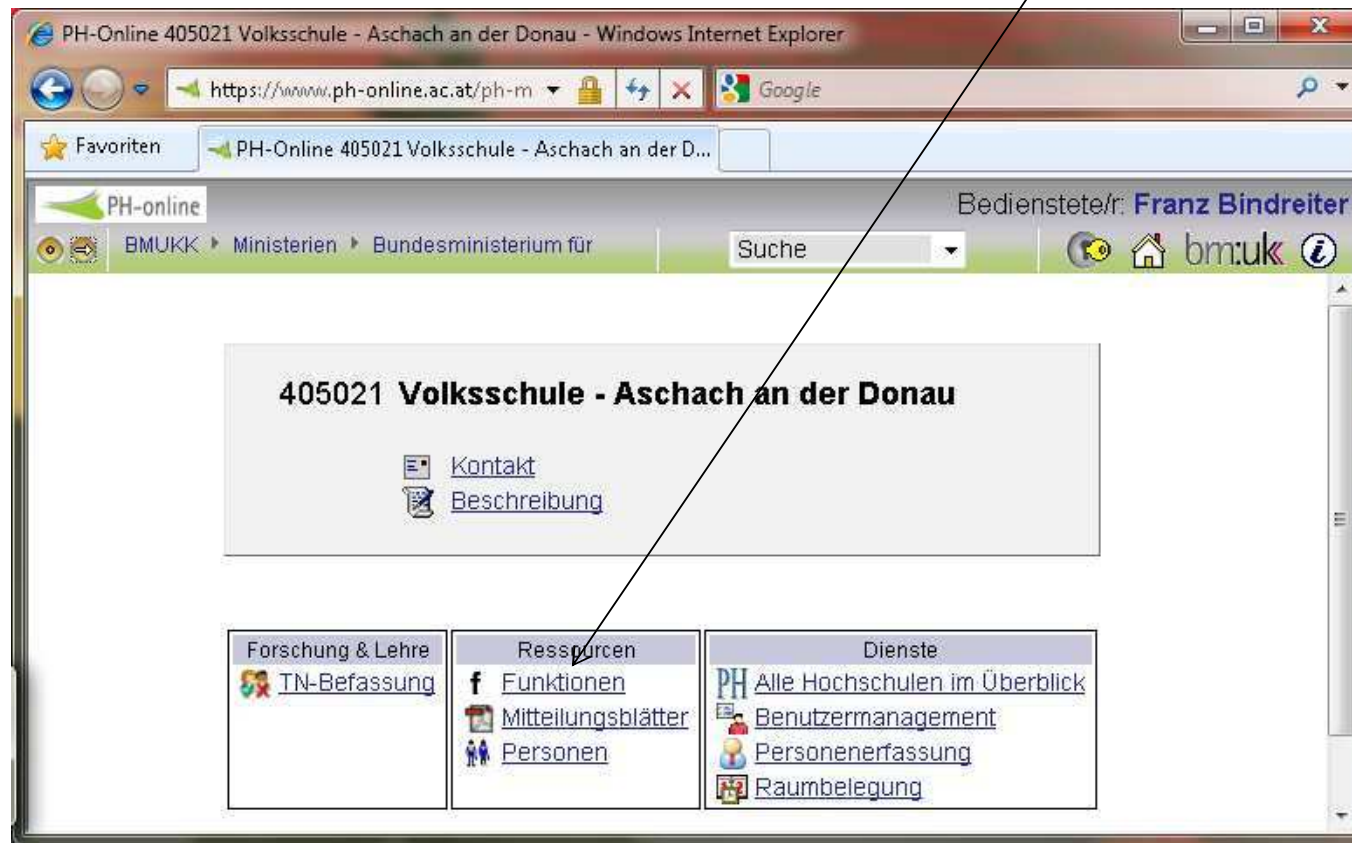 PH-Online 405021 Volksschule - Aschach an der Donau - Windows Internet Explorer
https://www.ph-online.ac.at/ph-m
Google
Favoriten
PH-Online 405021 Volksschule - Aschach an der D...
PH-online
Bedienstete/r: Franz Bindreiter
BMUKK Ministerien Bundesministerium für
Suche
bm:uk
405021 Volksschule - Aschach an der Donau
Kontakt
Beschreibung
Forschung & Lehre
TN-Befassung
Ressourcen
f Funktionen
Mitteilungsblätter
Personen
Dienste
PH Alle Hochschulen im Überblick
Benutzermanagement
Personenerfassung
Raumbelegung